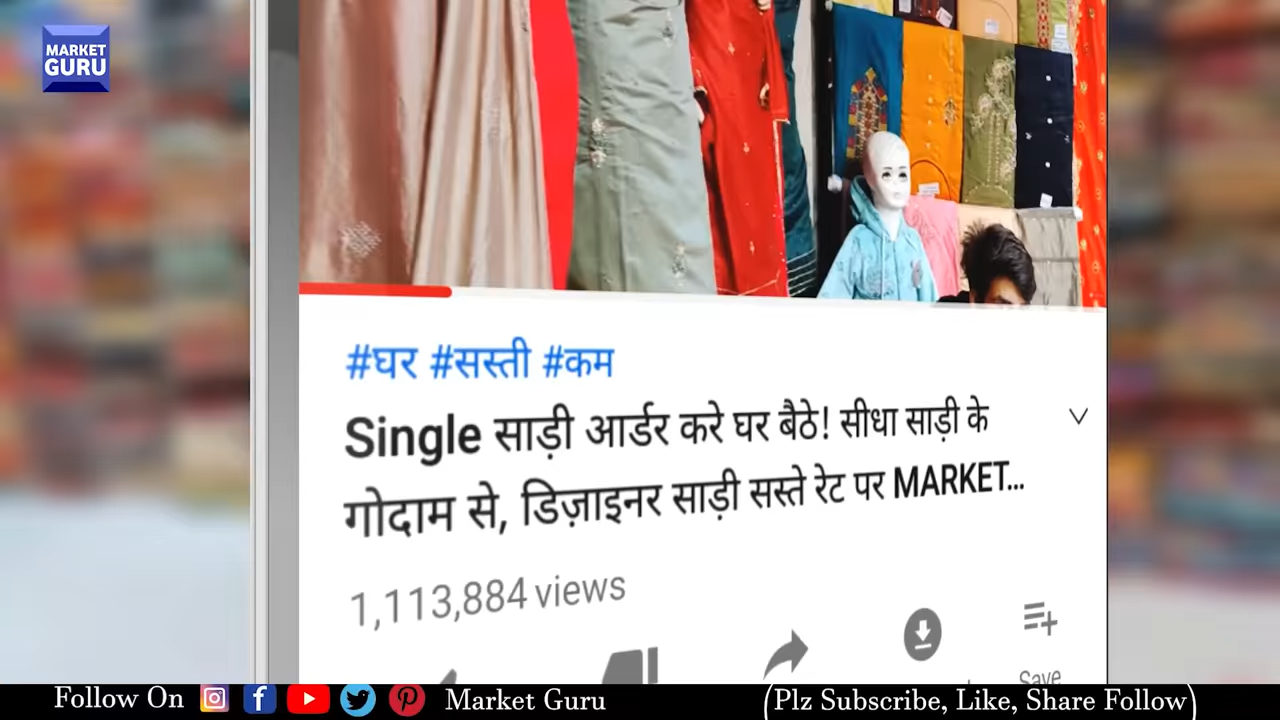 MARKET
GURU
#घर #सस्ती #कम
Single साड़ी आर्डर करे घर बैठे! सीधा साड़ी के
गोदाम से, डिज़ाइनर साड़ी सस्ते रेट पर MARKET...
1,113,884 views
Save
Follow On Market Guru (Plz Subscribe, Like, Share Follow)